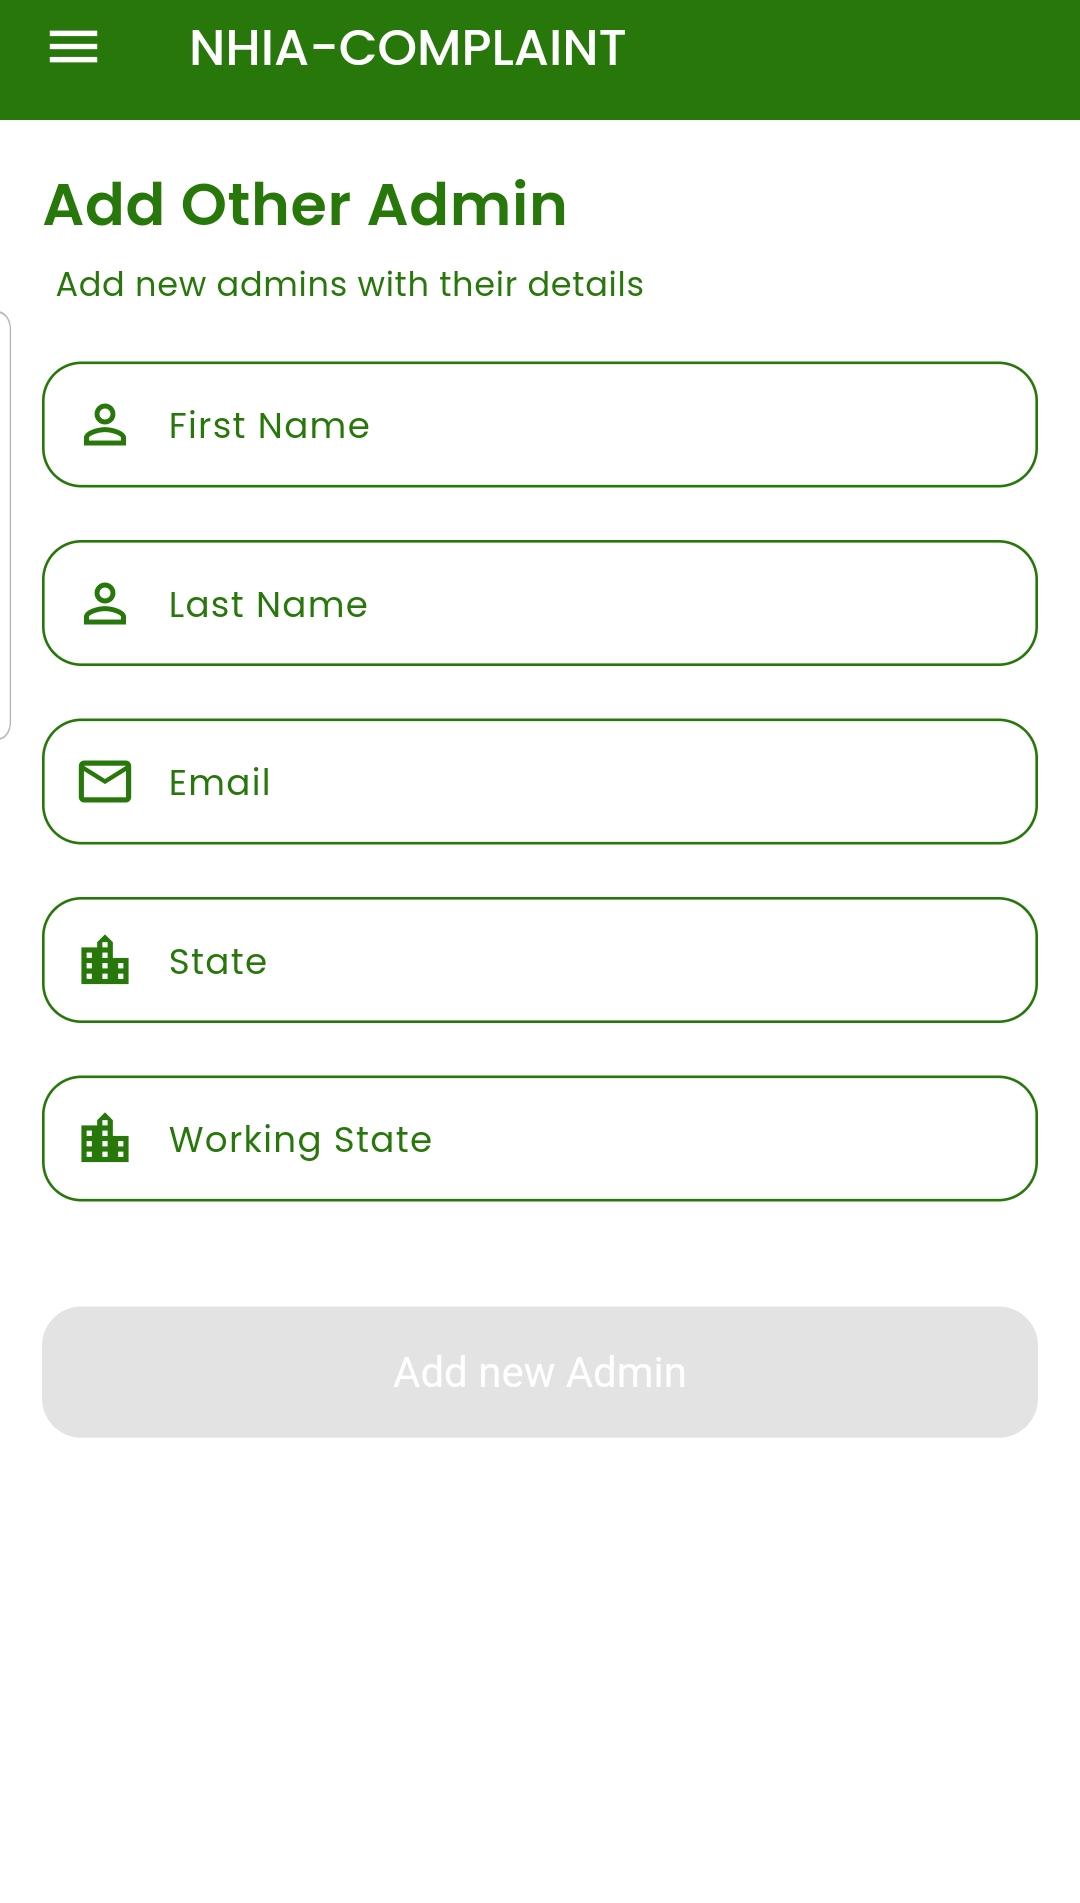 NHIA-COMPLAINT
Add Other Admin
Add new admins with their details
First Name
Last Name
Email
State
Working State
Add new Admin